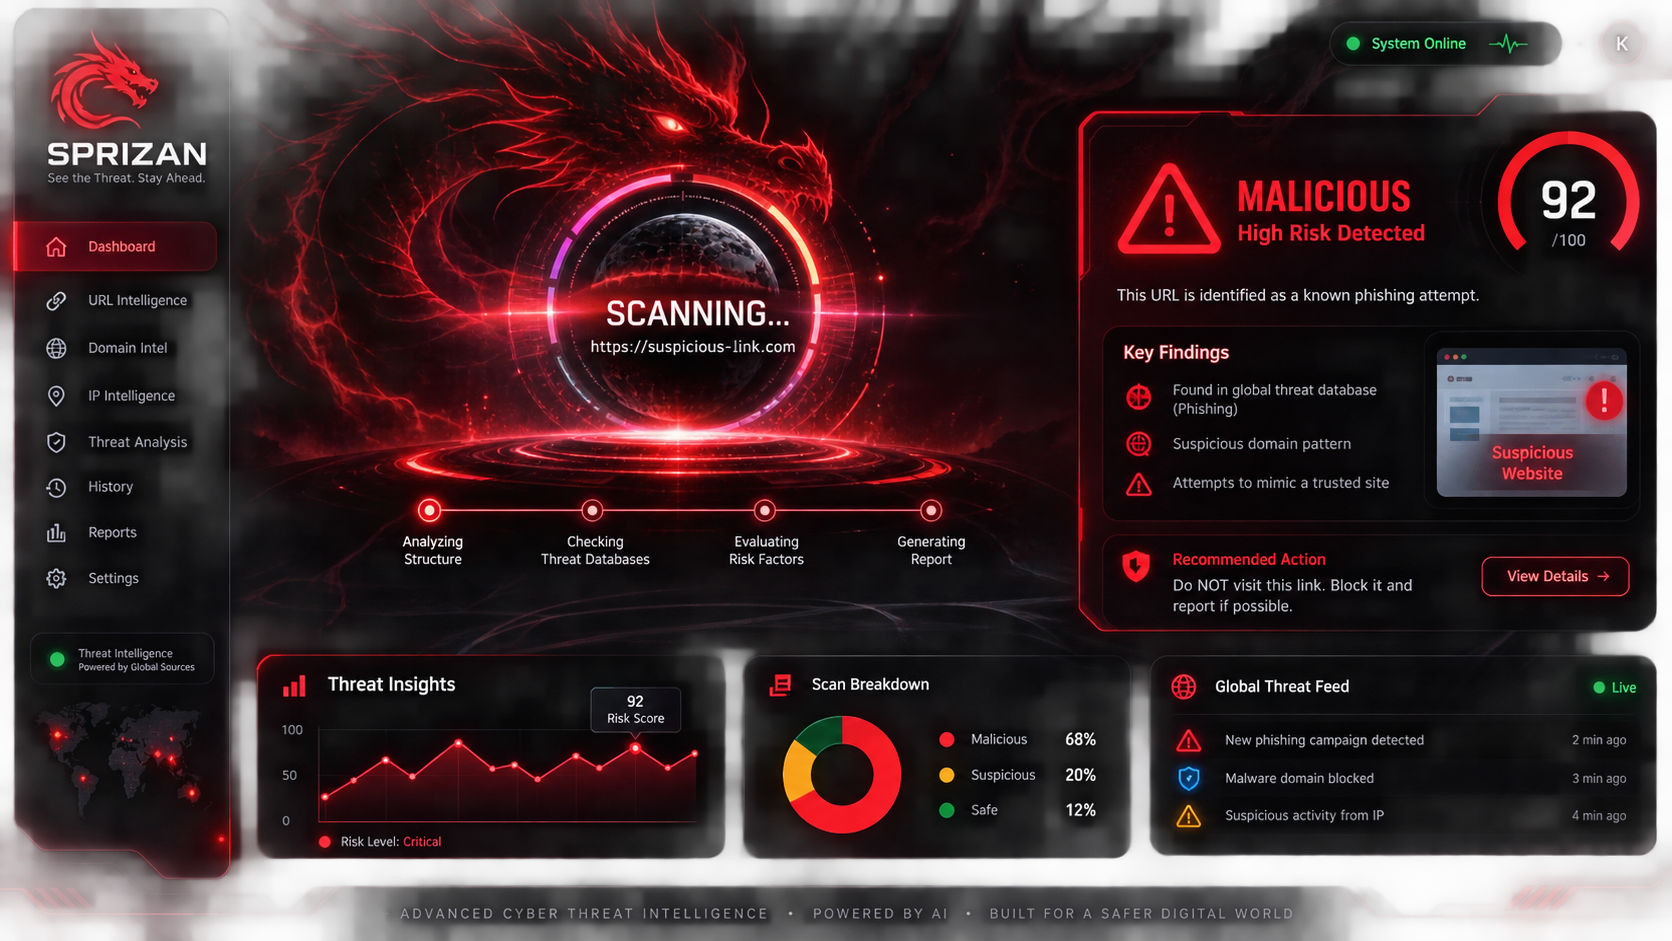 SPRIZAN
See the Threat. Stay Ahead.
Dashboard
URL Intelligence
Domain Intel
IP Intelligence
Threat Analysis
History
Reports
Settings
Threat Intelligence
Powered by Global Sources
SCANNING...
https://suspicious-link.com
Analyzing
Structure
Checking
Threat Databases
Evaluating
Risk Factors
Generating
Report
System Online
K
MALICIOUS
High Risk Detected
92
/100
This URL is identified as a known phishing attempt.
Key Findings
Found in global threat database
(Phishing)
Suspicious domain pattern
Attempts to mimic a trusted site
Suspicious
Website
Recommended Action
Do NOT visit this link. Block it and
report if possible.
View Details →
Threat Insights
92
Risk Score
100
50
0
Risk Level: Critical
Scan Breakdown
Malicious 68%
Suspicious 20%
Safe 12%
Global Threat Feed
Live
New phishing campaign detected 2 min ago
Malware domain blocked 3 min ago
Suspicious activity from IP 4 min ago
ADVANCED CYBER THREAT INTELLIGENCE • POWERED BY AI • BUILT FOR A SAFER DIGITAL WORLD